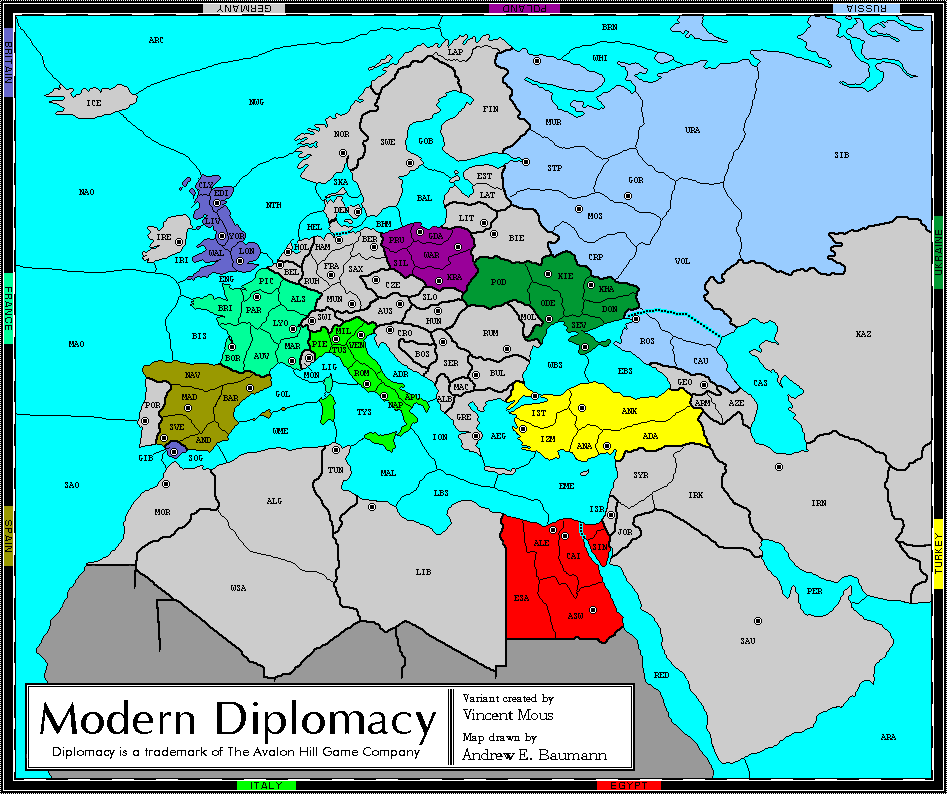 GERMANY
POLAND
RUSSIA
BRITAIN
FRANCE
SPAIN
UKRAINE
TURKEY
ITALY
EGYPT
ARC
BRN
WHI
LAP
ICE
NWG
FIN
MUR
URA
SIB
NOR
SWE
GOB
STP
GOR
EST
LAT
NAO
CLY
EDI
LIV
YOR
LON
WAL
NTH
SKA
DEN
BAL
LIT
MOS
IRE
IRI
ENG
HEL
BHM
BIE
CRP
VOL
HOL
HAM
BER
PRU
GDA
WAR
SIL
KRA
BEL
RUH
FRA
SAX
CZE
MUN
AUS
SLO
HUN
POD
KIE
KHA
ODE
DON
SEV
MOL
KAZ
PIC
BRI
PAR
ALS
LYO
BOR
AUV
MAR
SWI
MON
BIS
MAO
MIL
PIE
VEN
TUS
ROM
NAP
APU
LIG
CRO
BOS
SER
RUM
BUL
MAC
ALB
GRE
ADR
WBS
EBS
ROS
CAU
CAS
GEO
ARM
AZE
NAV
POR
MAD
BAR
SVE
AND
GIB
SOG
GOL
WME
TYS
ION
AEG
IST
ANK
IZM
ANA
ADA
SAO
MOR
ALG
TUN
MAL
LBS
EME
SYR
IRK
IRN
ISR
JOR
WSA
LIB
ALE
CAI
SIN
ESA
ASW
PER
SAU
RED
ARA
Modern Diplomacy
Diplomacy is a trademark of The Avalon Hill Game Company
Variant created by
Vincent Mous
Map drawn by
Andrew E. Baumann